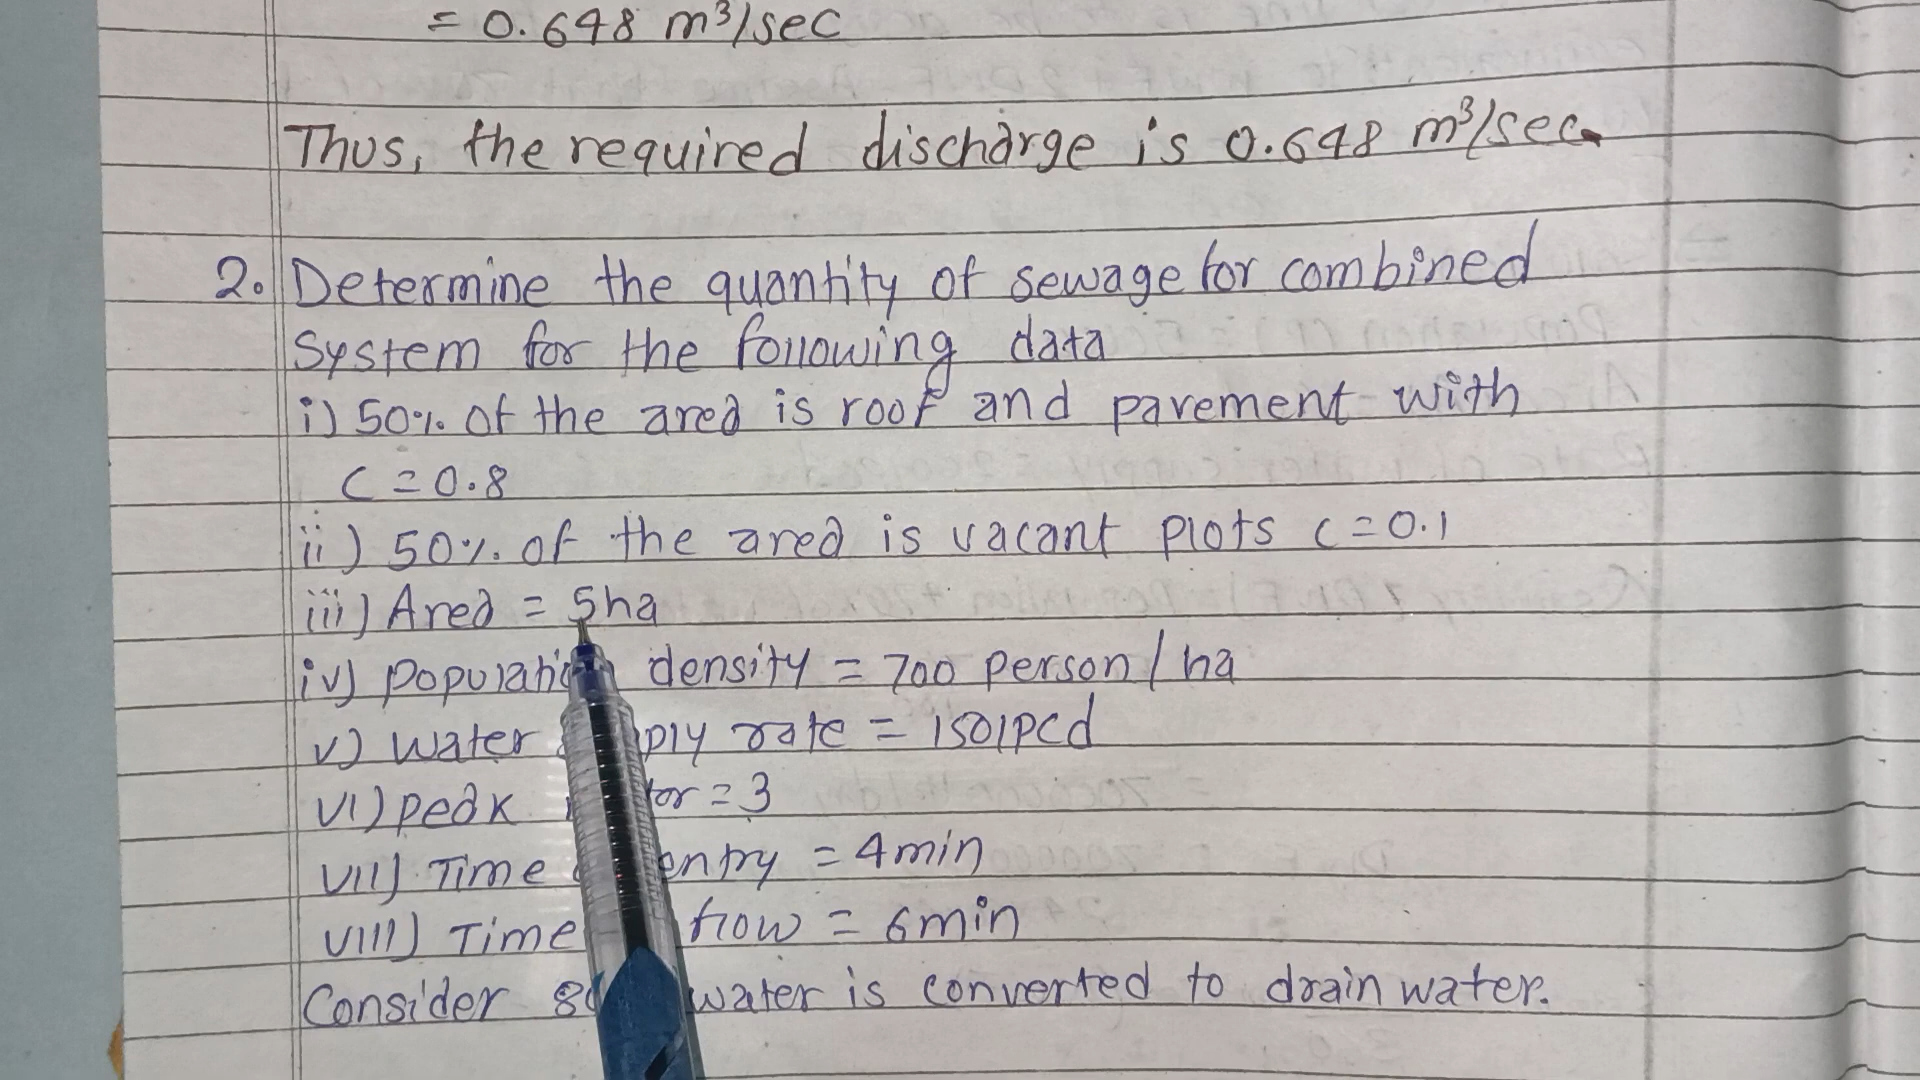 = 0.648 m³/sec
Thus, the required discharge is 0.648 m³/sec.
2. Determine the quantity of sewage for combined
system for the following data
i) 50% of the area is roof and pavement with
C = 0.8
ii) 50% of the area is vacant plots C = 0.1
iii) Area = 5ha
iv) Populati density = 700 person / ha
v) Water ply rate = 150lpcd
VI) peak tor = 3
VII) Time entry = 4min
VIII) Time flow = 6min
Consider 8 water is converted to drain water.